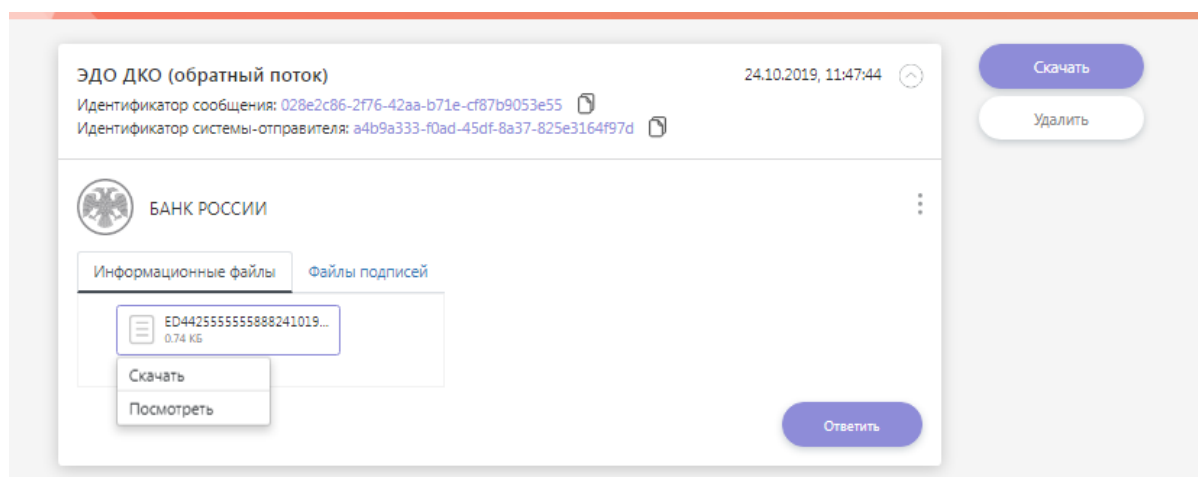 ЭДО ДКО (обратный поток)
24.10.2019, 11:47:44
Идентификатор сообщения: 028e2c86-2f76-42aa-b71e-cf87b9053e55
Идентификатор системы-отправителя: a4b9a333-f0ad-45df-8a37-825e3164f97d
Скачать
Удалить
БАНК РОССИИ
Информационные файлы
Файлы подписей
ED4425555555888241019...
0.74 КБ
Скачать
Посмотреть
Ответить